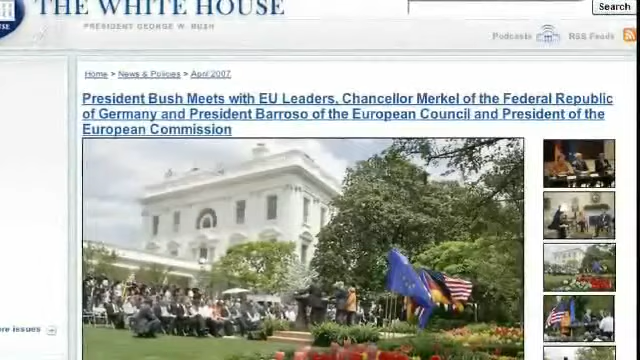 THE WHITE HOUSE
PRESIDENT GEORGE W. BUSH
Search
Podcasts
RSS Feeds
Home > News & Policies > April 2007
President Bush Meets with EU Leaders, Chancellor Merkel of the Federal Republic
of Germany and President Barroso of the European Council and President of the
European Commission
issues